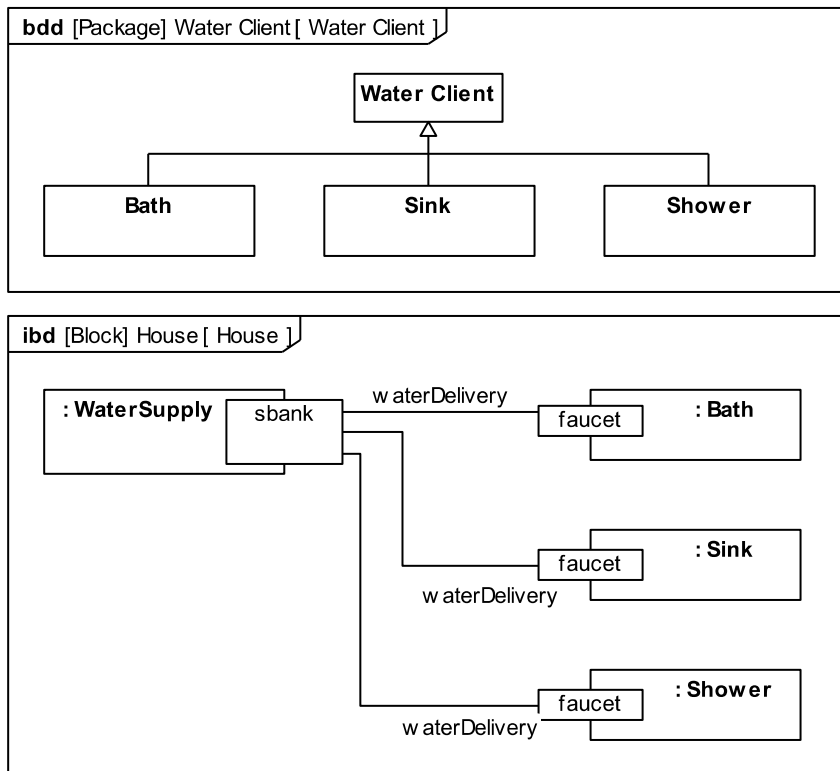 bdd [Package] Water Client [ Water Client ]
Water Client
Bath
Sink
Shower
ibd [Block] House [ House ]
: WaterSupply
sbank
waterDelivery
faucet
: Bath
faucet
: Sink
waterDelivery
faucet
: Shower
waterDelivery